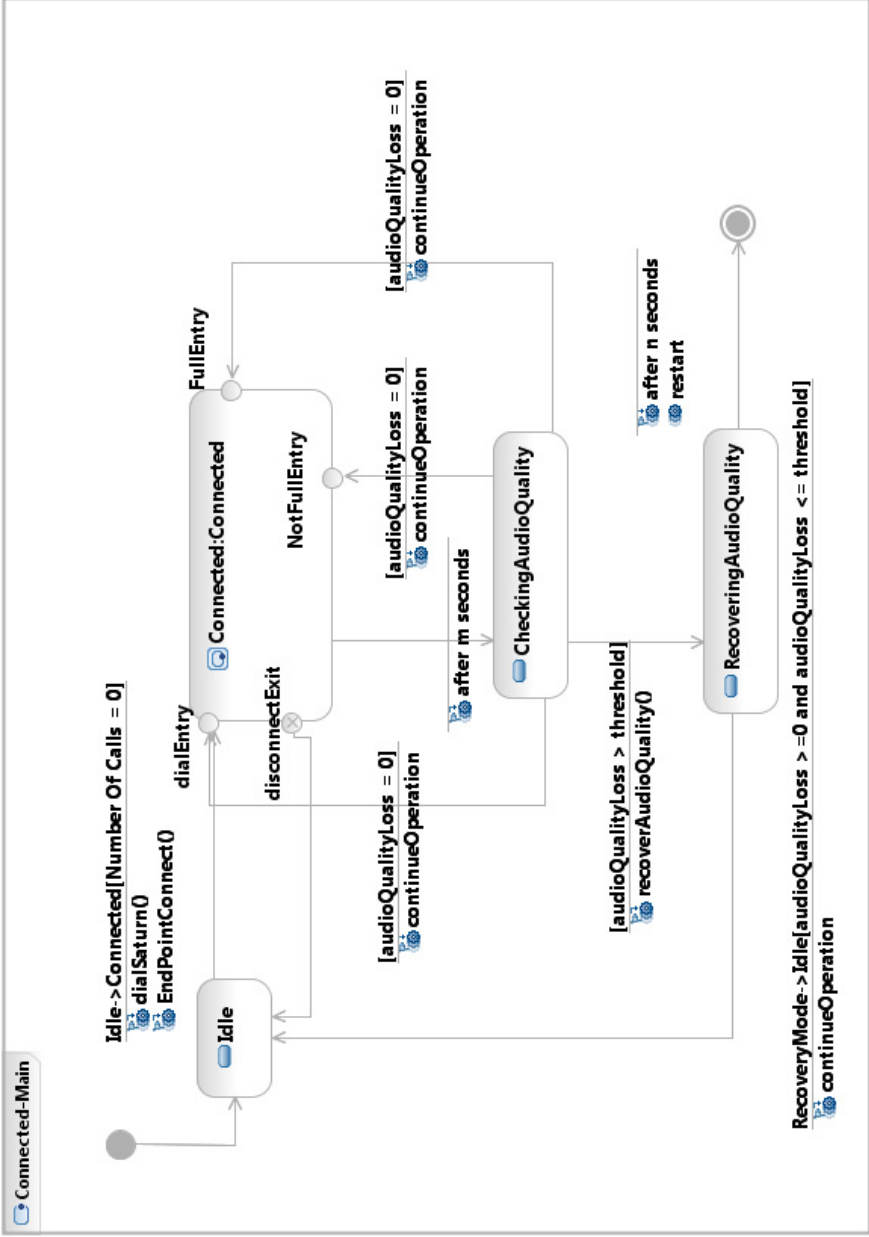 Connected-Main
Idle->Connected[Number Of Calls = 0]
dialSaturn()
EndPointConnect()
Idle
dialEntry
disconnectExit
Connected:Connected
NotFullEntry
FullEntry
[audioQualityLoss = 0]
continueOperation
after m seconds
[audioQualityLoss = 0]
continueOperation
[audioQualityLoss = 0]
continueOperation
CheckingAudioQuality
[audioQualityLoss > threshold]
recoverAudioQuality()
after n seconds
restart
RecoveringAudioQuality
RecoveryMode->Idle[audioQualityLoss >=0 and audioQualityLoss <= threshold]
continueOperation